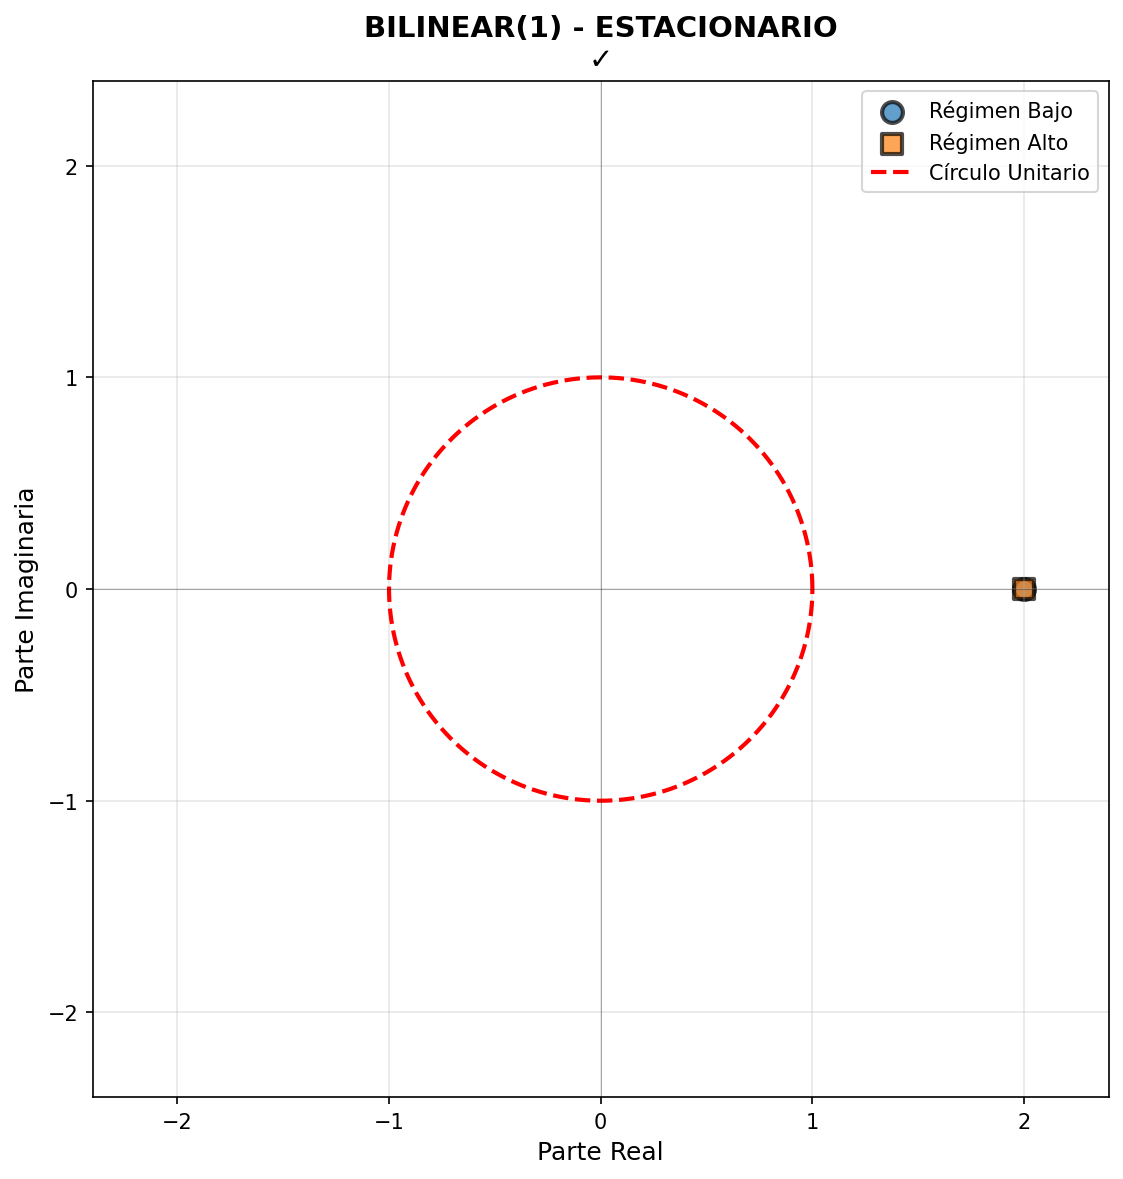 BILINEAR(1) - ESTACIONARIO
✓
Régimen Bajo
Régimen Alto
Círculo Unitario
2
1
0
−1
−2
Parte Imaginaria
−2
−1
0
1
2
Parte Real